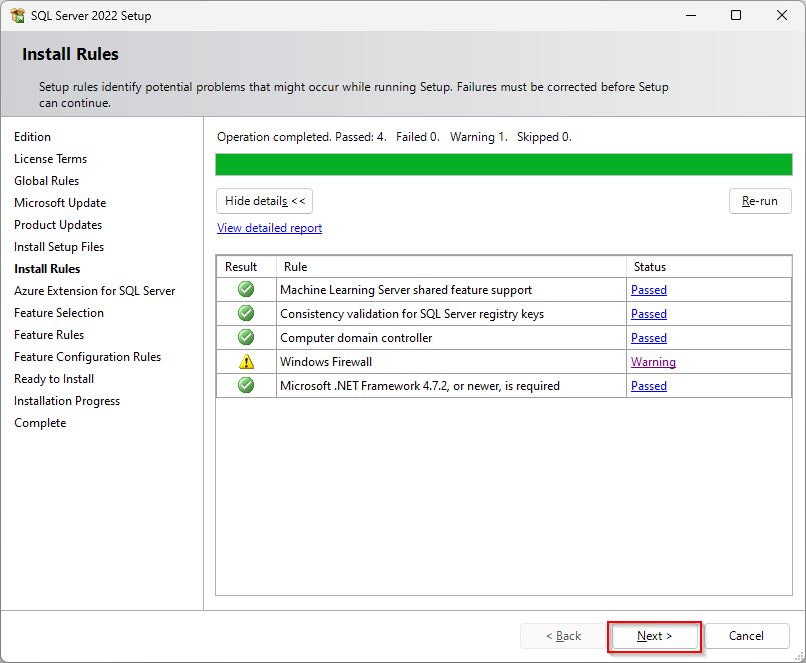 SQL Server 2022 Setup
Install Rules
Setup rules identify potential problems that might occur while running Setup. Failures must be corrected before Setup
can continue.
Edition
License Terms
Global Rules
Microsoft Update
Product Updates
Install Setup Files
Install Rules
Azure Extension for SQL Server
Feature Selection
Feature Rules
Feature Configuration Rules
Ready to Install
Installation Progress
Complete
Operation completed. Passed: 4. Failed 0. Warning 1. Skipped 0.
Hide details <<
Re-run
View detailed report
Result Rule Status
Machine Learning Server shared feature support Passed
Consistency validation for SQL Server registry keys Passed
Computer domain controller Passed
Windows Firewall Warning
Microsoft .NET Framework 4.7.2, or newer, is required Passed
< Back Next > Cancel